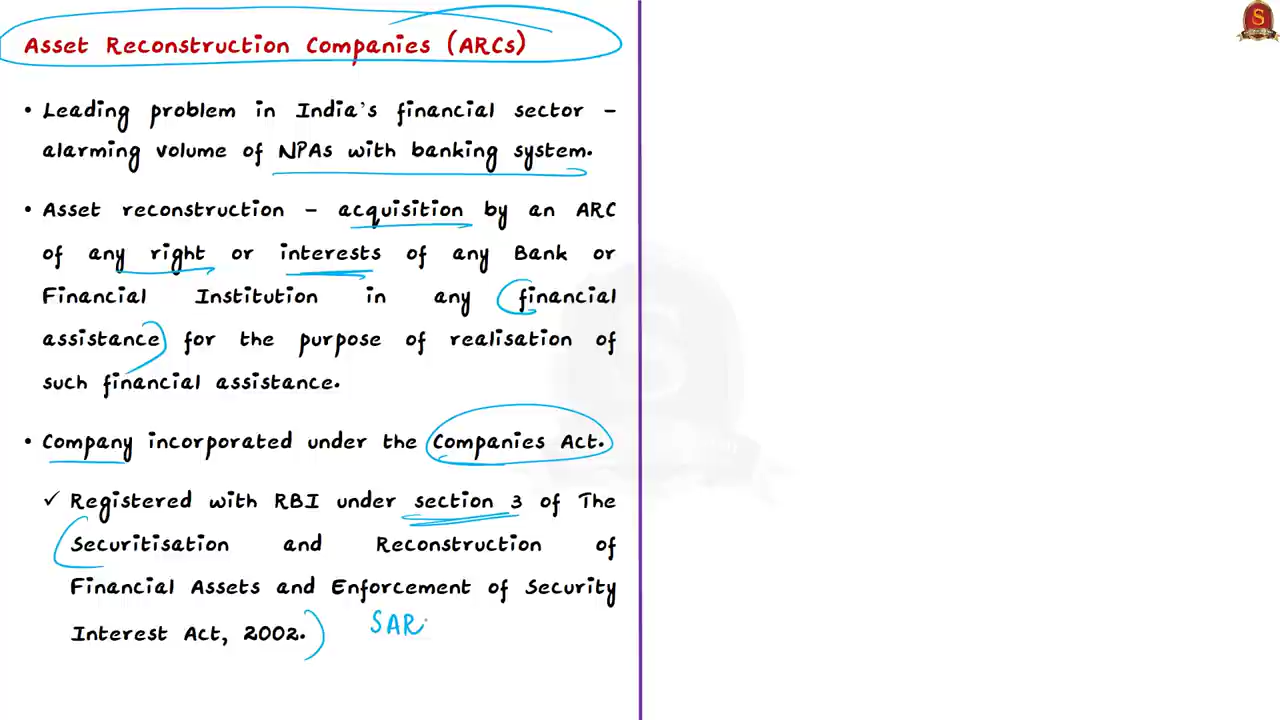 Asset Reconstruction Companies (ARCs)
• Leading problem in India's financial sector –
alarming volume of NPAs with banking system.
• Asset reconstruction – acquisition by an ARC
of any right or interests of any Bank or
Financial Institution in any financial
assistance for the purpose of realisation of
such financial assistance.
• Company incorporated under the Companies Act.
✓ Registered with RBI under section 3 of The
Securitisation and Reconstruction of
Financial Assets and Enforcement of Security
Interest Act, 2002.
SAR
S
S